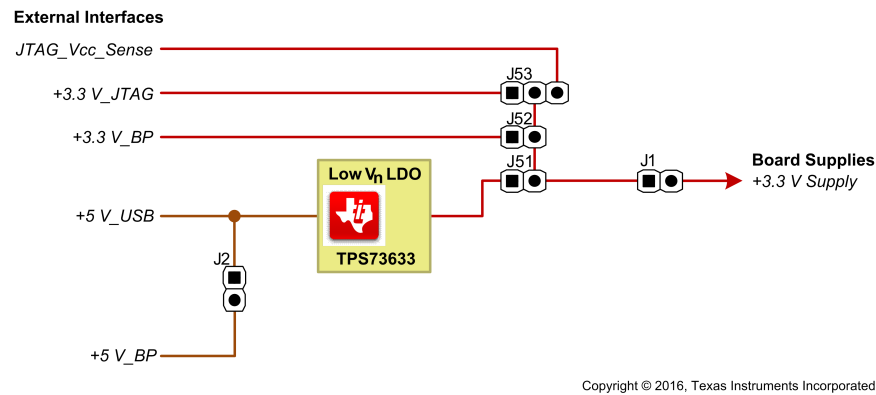 External Interfaces
JTAG_Vcc_Sense
J53
+3.3 V_JTAG
J52
+3.3 V_BP
J51
J1
Board Supplies
+3.3 V Supply
Low Vn LDO
+5 V_USB
TPS73633
J2
+5 V_BP
Copyright © 2016, Texas Instruments Incorporated